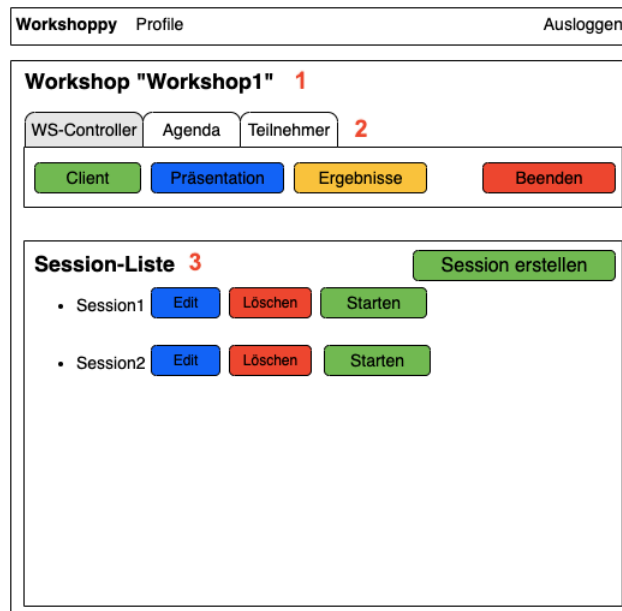 Workshoppy Profile Ausloggen
Workshop "Workshop1" 1
WS-Controller Agenda Teilnehmer 2
Client Präsentation Ergebnisse Beenden
Session-Liste 3 Session erstellen
• Session1 Edit Löschen Starten
• Session2 Edit Löschen Starten